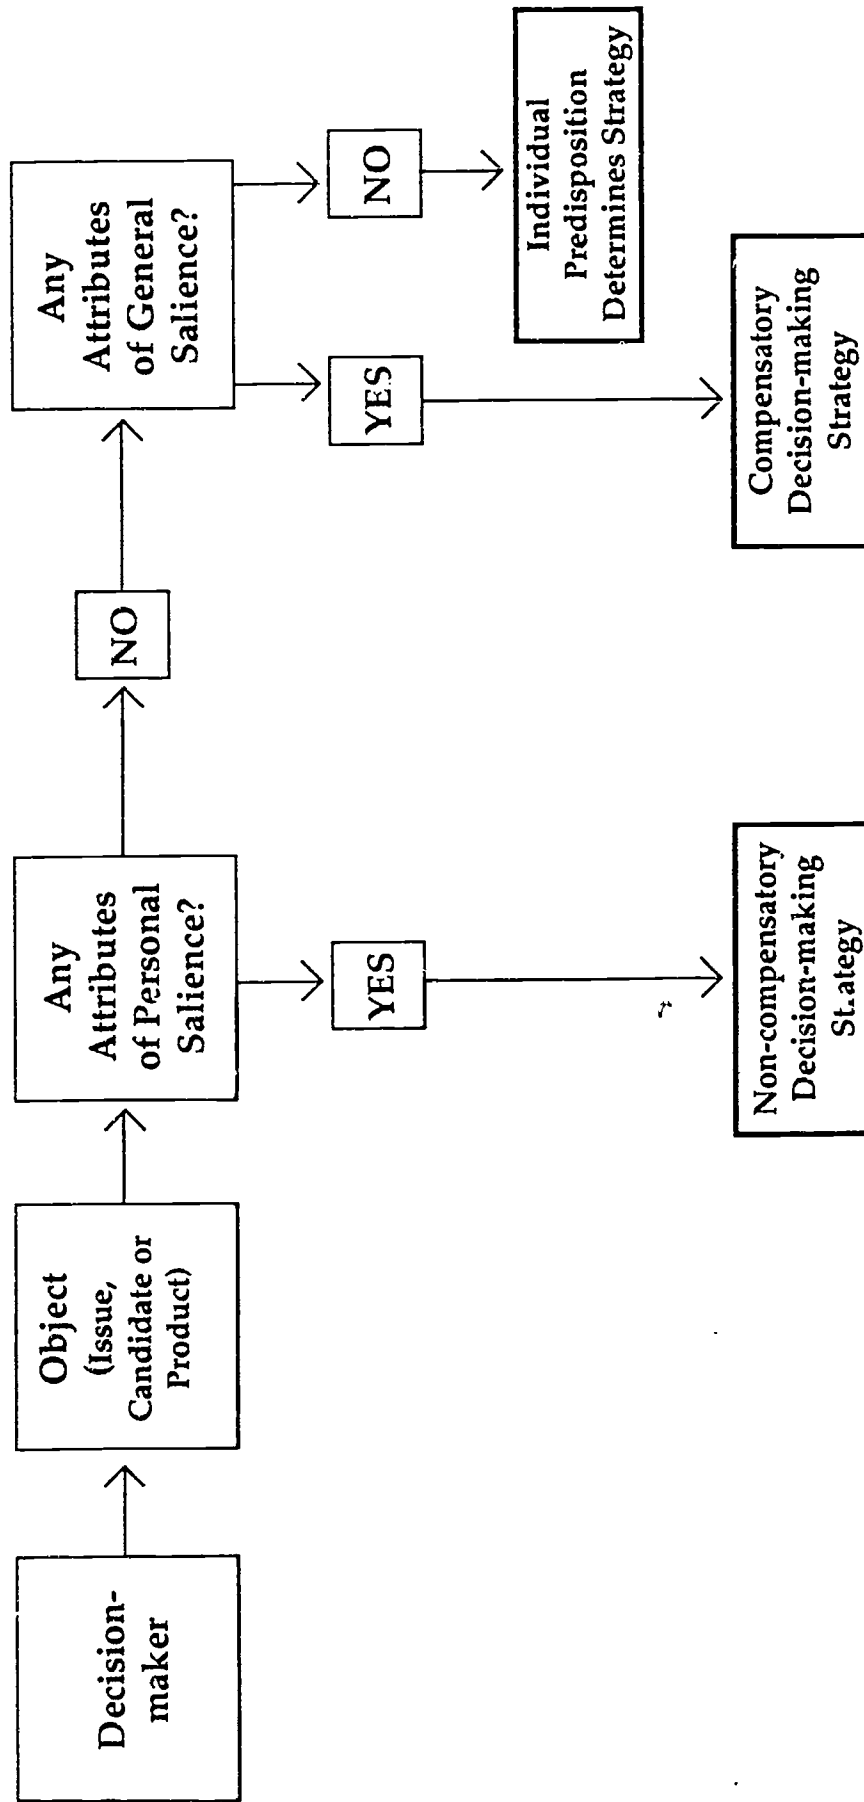 Decision-
maker
Object
(Issue,
Candidate or
Product)
Any
Attributes
of Personal
Salience?
YES
Non-compensatory
Decision-making
St.ategy
NO
Any
Attributes
of General
Salience?
YES
Compensatory
Decision-making
Strategy
NO
Individual
Predisposition
Determines Strategy